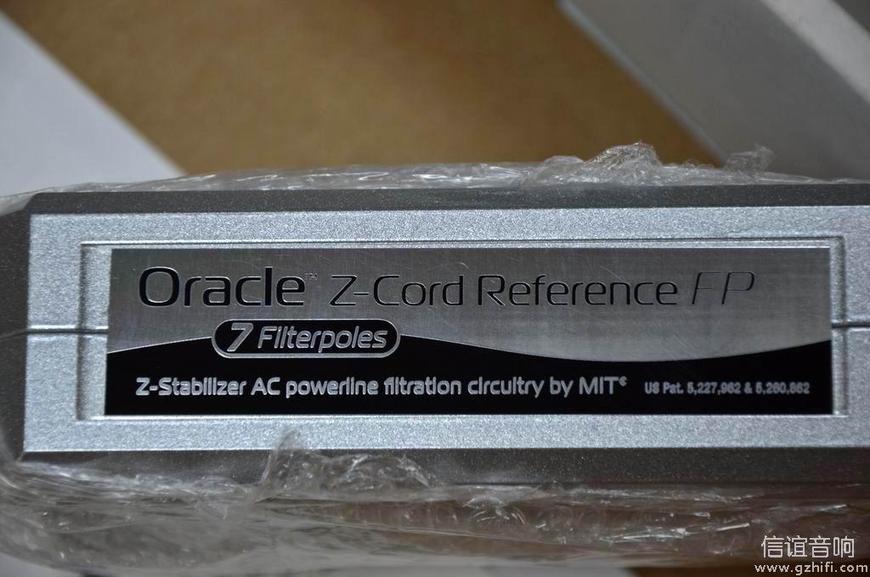 Oracle™ Z-Cord Reference FP
7 Filterpoles
Z-Stabilizer AC powerline filtration circuitry by MIT® US Pat. 5,227,962 & 5,260,862
信谊音响
www.gzhifi.com